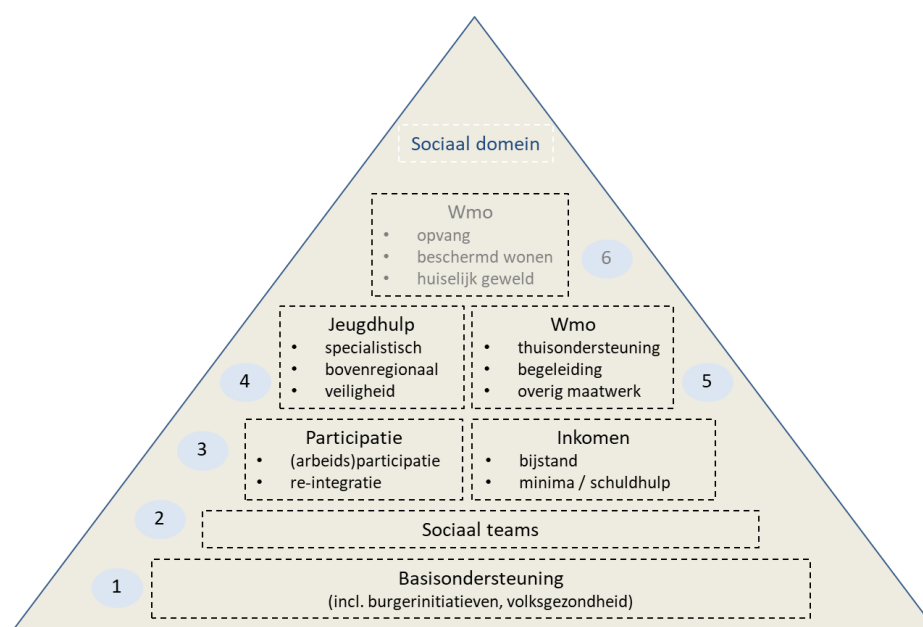 Sociaal domein
Wmo
• opvang
• beschermd wonen
• huiselijk geweld
6
Jeugdhulp
• specialistisch
• bovenregionaal
• veiligheid
4
Wmo
• thuisondersteuning
• begeleiding
• overig maatwerk
5
Participatie
• (arbeids)participatie
• re-integratie
3
Inkomen
• bijstand
• minima / schuldhulp
2
Sociaal teams
1
Basisondersteuning
(incl. burgerinitiatieven, volksgezondheid)